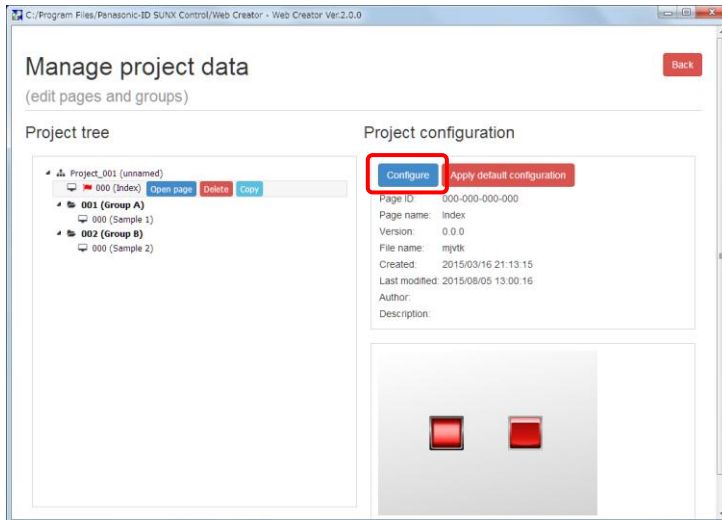 C:/Program Files/Panasonic-ID SUNX Control/Web Creator - Web Creator Ver.2.0.0
Manage project data
Back
(edit pages and groups)
Project tree
Project_001 (unnamed)
000 (Index) Open page Delete Copy
001 (Group A)
000 (Sample 1)
002 (Group B)
000 (Sample 2)
Project configuration
Configure Apply default configuration
Page ID: 000-000-000-000
Page name: Index
Version: 0.0.0
File name: mjvtk
Created: 2015/03/16 21:13:15
Last modified: 2015/08/05 13:00:16
Author:
Description: